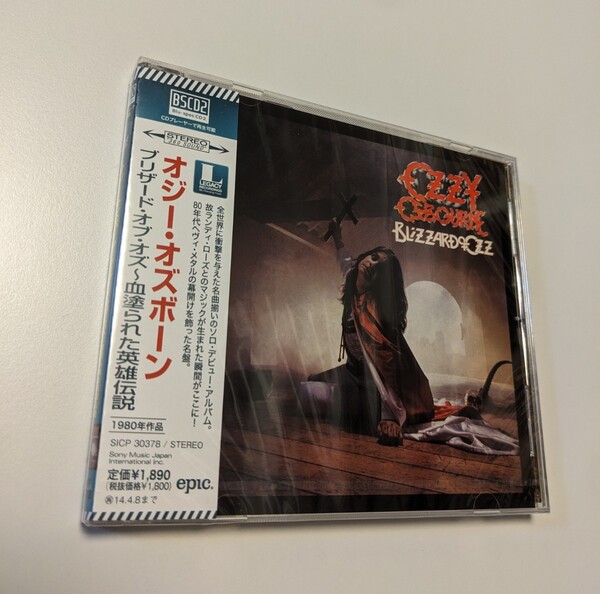 BSCD2
Blu-spec CD 2
CDプレーヤーで再生可能
STEREO
360 SOUND
LEGACY
オジー・オズボーン
ブリザード・オブ・オズ〜血塗られた英雄伝説
全世界に衝撃を与えた名曲揃いのソロ・デビュー・アルバム。
故ランディ・ローズとのマジックが生まれた瞬間がここに!
80年代ヘヴィ・メタルの幕開けを飾った名盤。
1980年作品
SICP 30378 / STEREO
Sony Music Japan
International Inc.
定価¥1,890
(税抜価格¥1,800)
epic.
14.4.8まで
OZZY
OSBOURNE
BLIZZARD OF OZZ